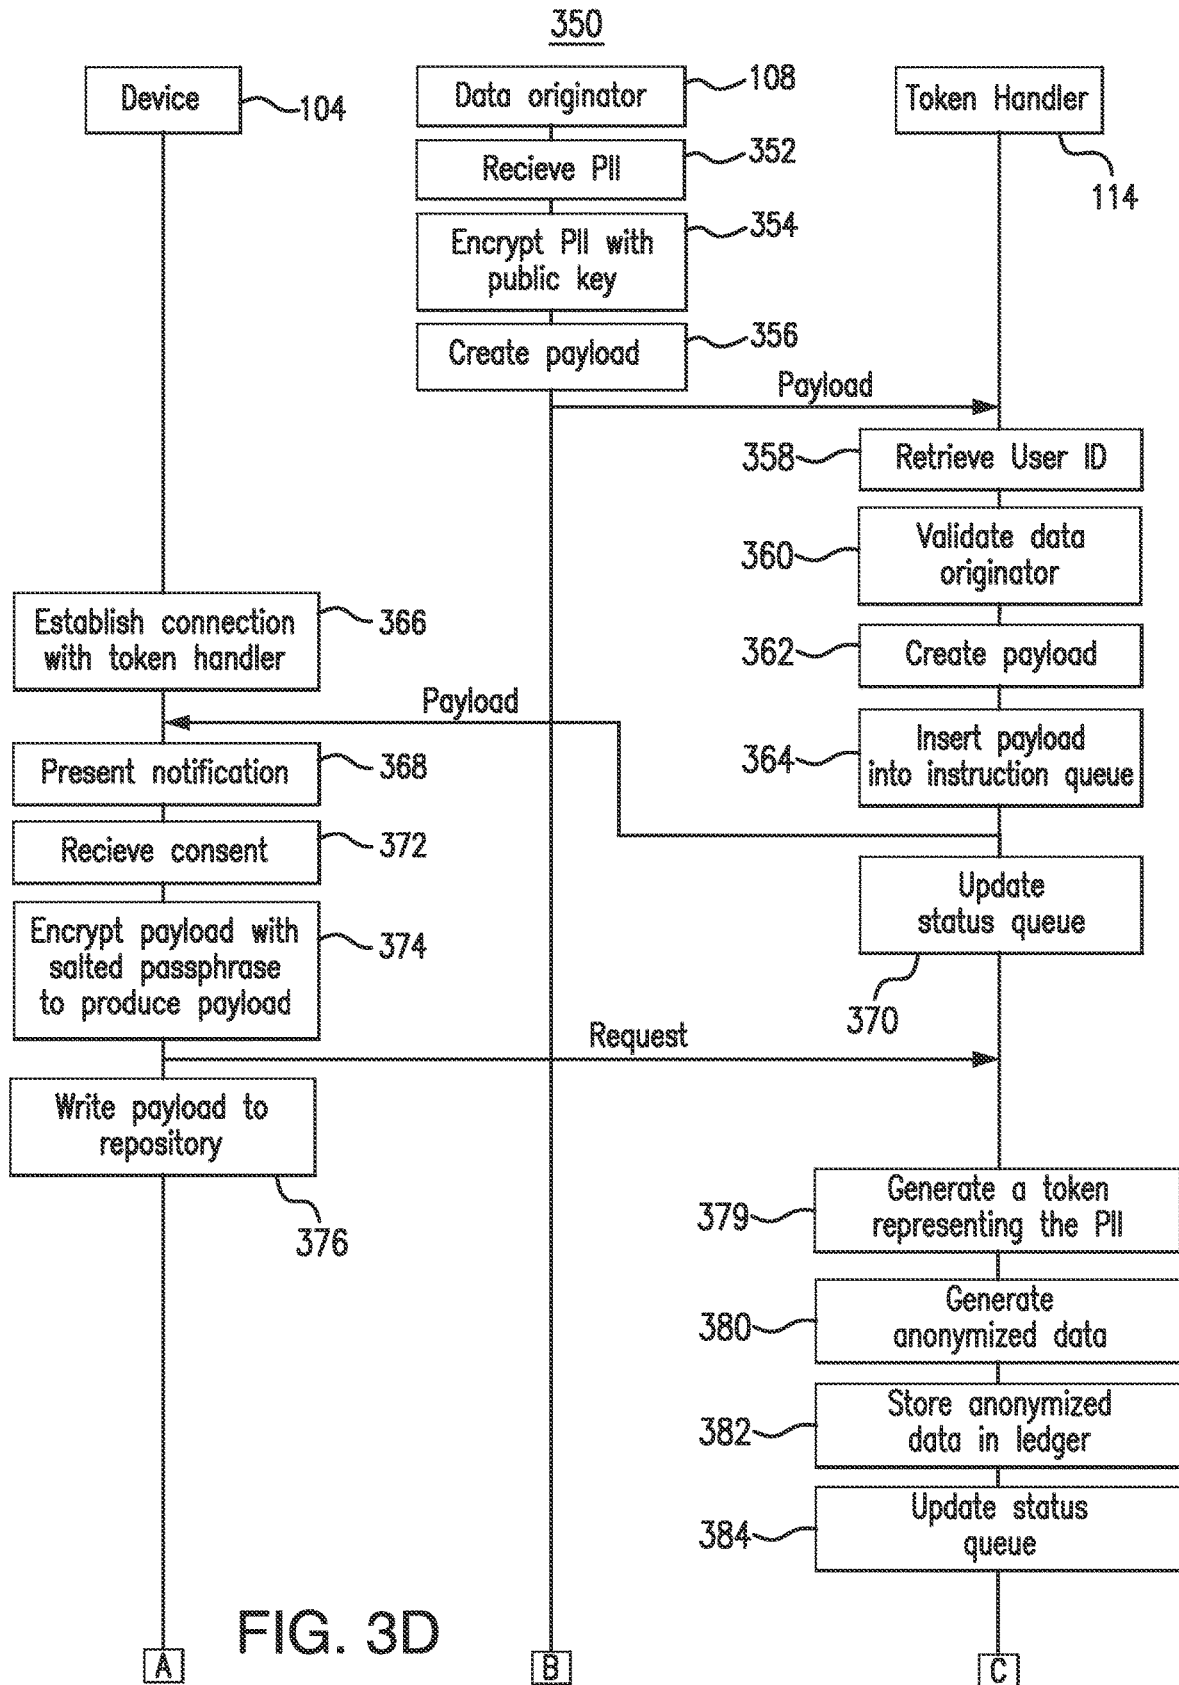 350
Device
104
Data originator
108
Token Handler
114
Recieve PII
352
Encrypt PII with
public key
354
Create payload
356
Payload
358
Retrieve User ID
360
Validate data
originator
Establish connection
with token handler
366
362
Create payload
Payload
364
Insert payload
into instruction queue
Present notification
368
Recieve consent
372
Update
status queue
370
Encrypt payload with
salted passphrase
to produce payload
374
Request
Write payload to
repository
376
379
Generate a token
representing the PII
380
Generate
anonymized data
382
Store anonymized
data in ledger
384
Update status
queue
FIG. 3D
A
B
C